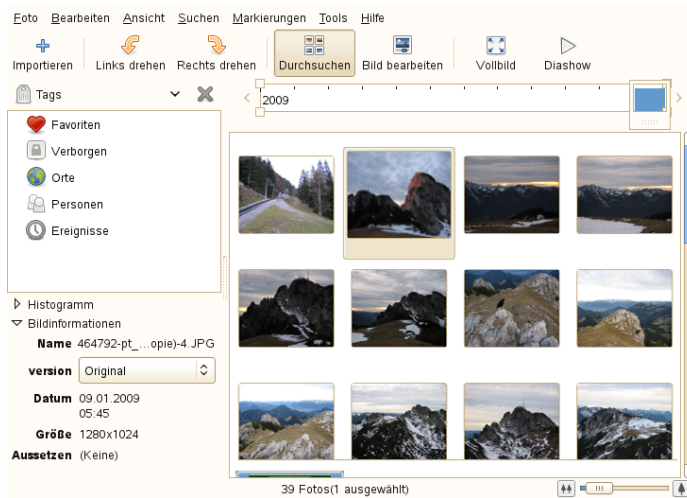 Foto Bearbeiten Ansicht Suchen Markierungen Tools Hilfe
Importieren Links drehen Rechts drehen Durchsuchen Bild bearbeiten Vollbild Diashow
Tags
2009
Favoriten
Verborgen
Orte
Personen
Ereignisse
Histogramm
Bildinformationen
Name 464792-pt_...opie)-4.JPG
version Original
Datum 09.01.2009
05:45
Größe 1280x1024
Aussetzen (Keine)
39 Fotos(1 ausgewählt)